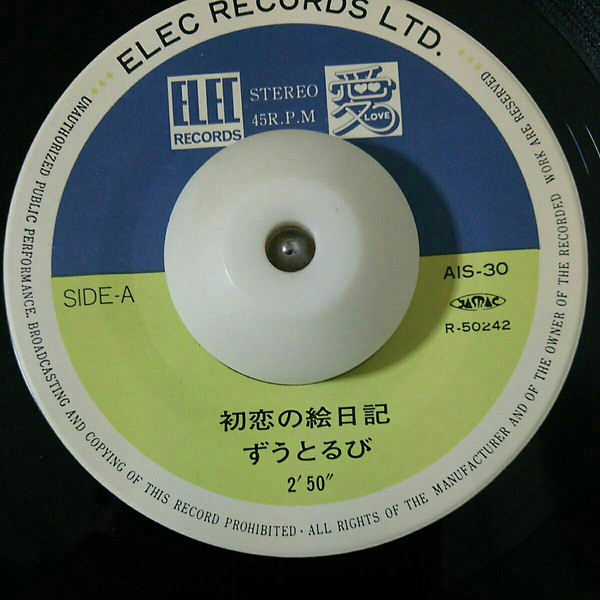 ELEC RECORDS LTD.
ELEC
RECORDS
STEREO
45R.P.M
愛
LOVE
SIDE-A
AIS-30
JASRAC
R-50242
初恋の絵日記
ずうとるび
2′50″
UNAUTHORIZED PUBLIC PERFORMANCE, BROADCASTING AND COPYING OF THIS RECORD PROHIBITED · ALL RIGHTS OF THE MANUFACTURER AND OF THE OWNER OF THE RECORDED WORK ARE RESERVED